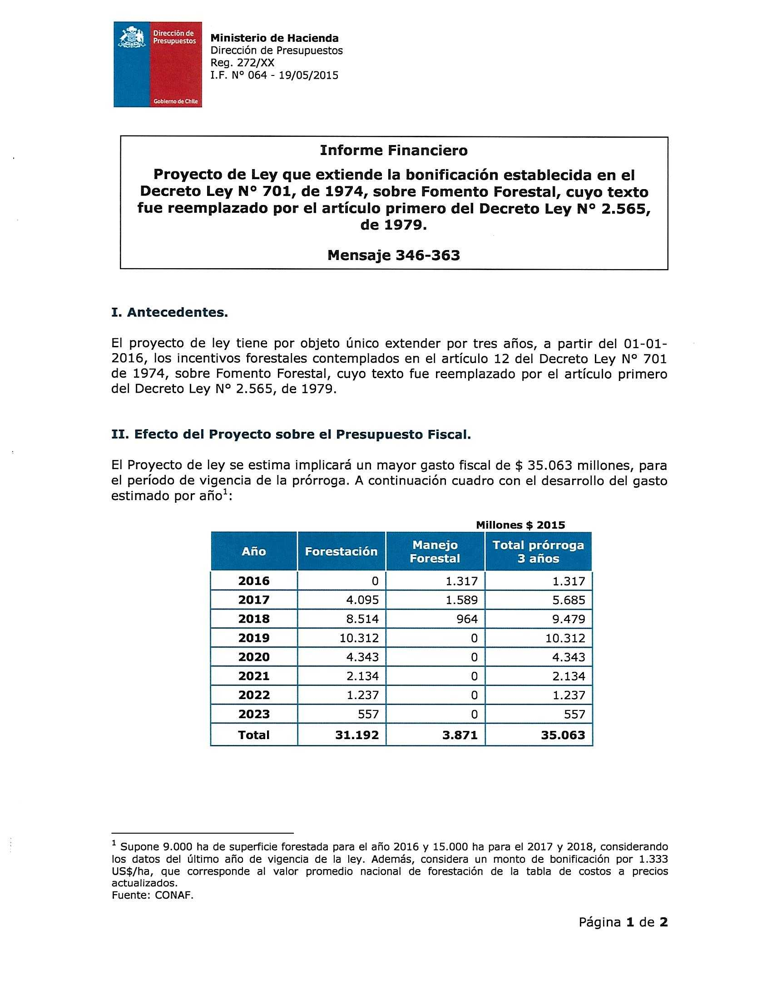 Dirección de
Presupuestos
Gobierno de Chile
Ministerio de Hacienda
Dirección de Presupuestos
Reg. 272/XX
I.F. Nº 064 - 19/05/2015
Informe Financiero
Proyecto de Ley que extiende la bonificación establecida en el
Decreto Ley Nº 701, de 1974, sobre Fomento Forestal, cuyo texto
fue reemplazado por el artículo primero del Decreto Ley Nº 2.565,
de 1979.
Mensaje 346-363
I. Antecedentes.
El proyecto de ley tiene por objeto único extender por tres años, a partir del 01-01-
2016, los incentivos forestales contemplados en el artículo 12 del Decreto Ley Nº 701
de 1974, sobre Fomento Forestal, cuyo texto fue reemplazado por el artículo primero
del Decreto Ley Nº 2.565, de 1979.
II. Efecto del Proyecto sobre el Presupuesto Fiscal.
El Proyecto de ley se estima implicará un mayor gasto fiscal de $ 35.063 millones, para
el período de vigencia de la prórroga. A continuación cuadro con el desarrollo del gasto
estimado por año¹:
Millones $ 2015
Año Forestación Manejo Forestal Total prórroga 3 años
2016 0 1.317 1.317
2017 4.095 1.589 5.685
2018 8.514 964 9.479
2019 10.312 0 10.312
2020 4.343 0 4.343
2021 2.134 0 2.134
2022 1.237 0 1.237
2023 557 0 557
Total 31.192 3.871 35.063
¹ Supone 9.000 ha de superficie forestada para el año 2016 y 15.000 ha para el 2017 y 2018, considerando
los datos del último año de vigencia de la ley. Además, considera un monto de bonificación por 1.333
US$/ha, que corresponde al valor promedio nacional de forestación de la tabla de costos a precios
actualizados.
Fuente: CONAF.
Página 1 de 2